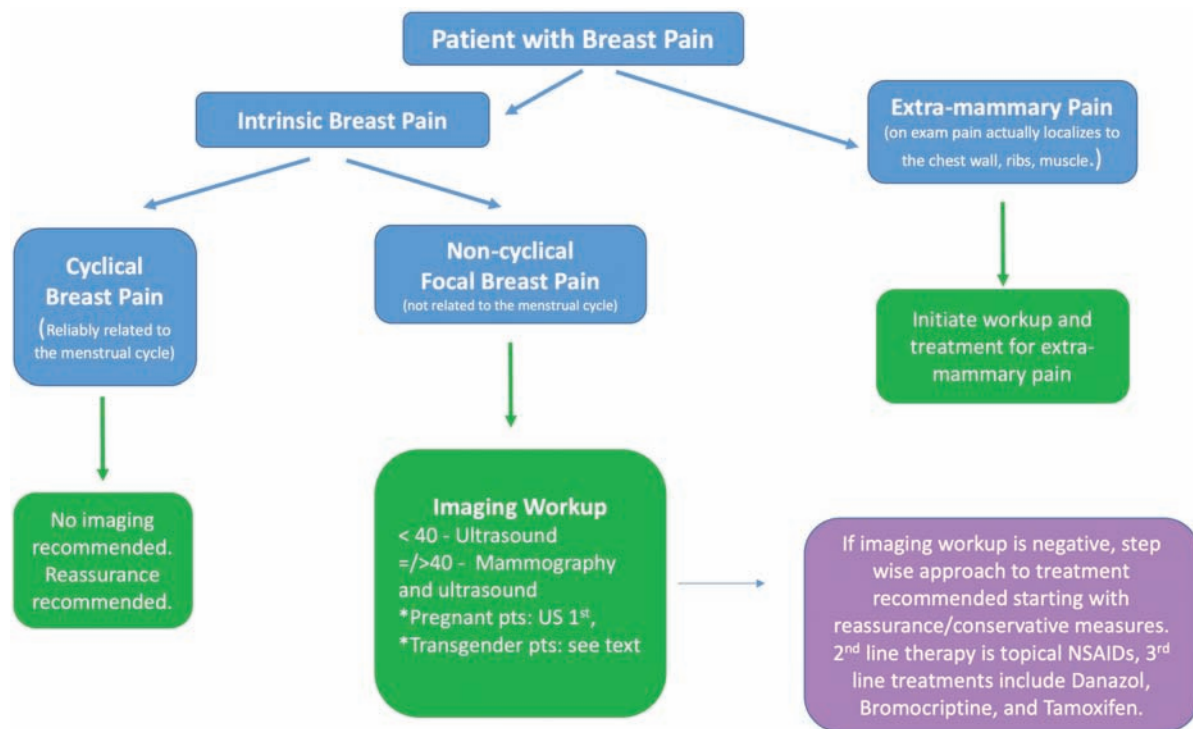 Patient with Breast Pain
Intrinsic Breast Pain
Extra-mammary Pain
(on exam pain actually localizes to
the chest wall, ribs, muscle.)
Cyclical
Breast Pain
(Reliably related to
the menstrual cycle)
Non-cyclical
Focal Breast Pain
(not related to the menstrual cycle)
Initiate workup and
treatment for extra-
mammary pain
No imaging
recommended.
Reassurance
recommended.
Imaging Workup
< 40 - Ultrasound
=/>40 - Mammography
and ultrasound
*Pregnant pts: US 1st,
*Transgender pts: see text
If imaging workup is negative, step
wise approach to treatment
recommended starting with
reassurance/conservative measures.
2nd line therapy is topical NSAIDs, 3rd
line treatments include Danazol,
Bromocriptine, and Tamoxifen.